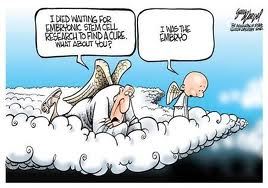 I DIED WAITING FOR
EMBRYONIC STEM CELL
RESEARCH TO FIND A CURE.
WHAT ABOUT YOU?
I WAS THE
EMBRYO